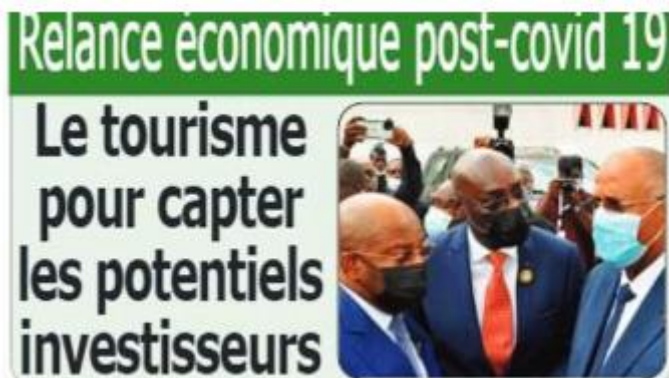 Relance économique post-covid 19
Le tourisme
pour capter
les potentiels
investisseurs